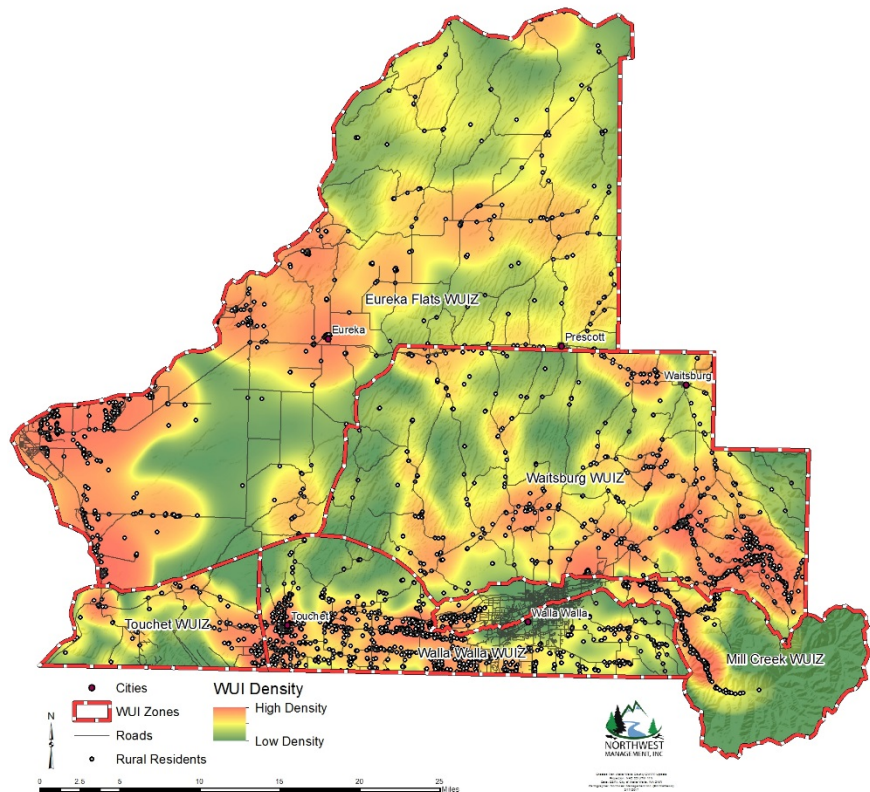 Eureka Flats WUIZ
Eureka
Prescott
Waitsburg
Waitsburg WUIZ
Touchet
Walla Walla
Touchet WUIZ
Walla Walla WUIZ
Mill Creek WUIZ
Cities
WUI Zones
Roads
Rural Residents
WUI Density
High Density
Low Density
N
NORTHWEST
MANAGEMENT, INC
0 2.5 5 10 15 20 25
Miles